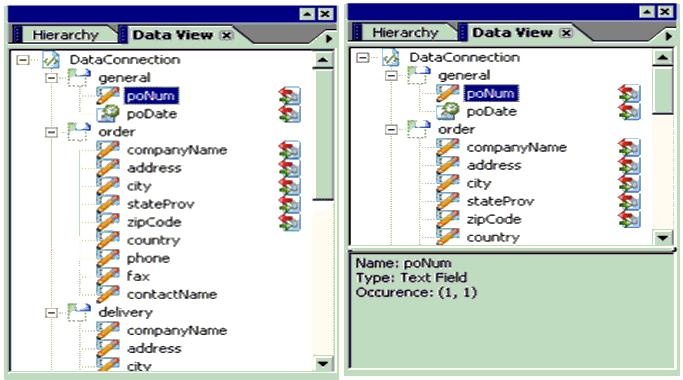 Hierarchy
Data View
DataConnection
general
poNum
poDate
order
companyName
address
city
stateProv
zipCode
country
phone
fax
contactName
delivery
companyName
address
city
Hierarchy
Data View
DataConnection
general
poNum
poDate
order
companyName
address
city
stateProv
zipCode
country
Name: poNum
Type: Text Field
Occurence: (1, 1)